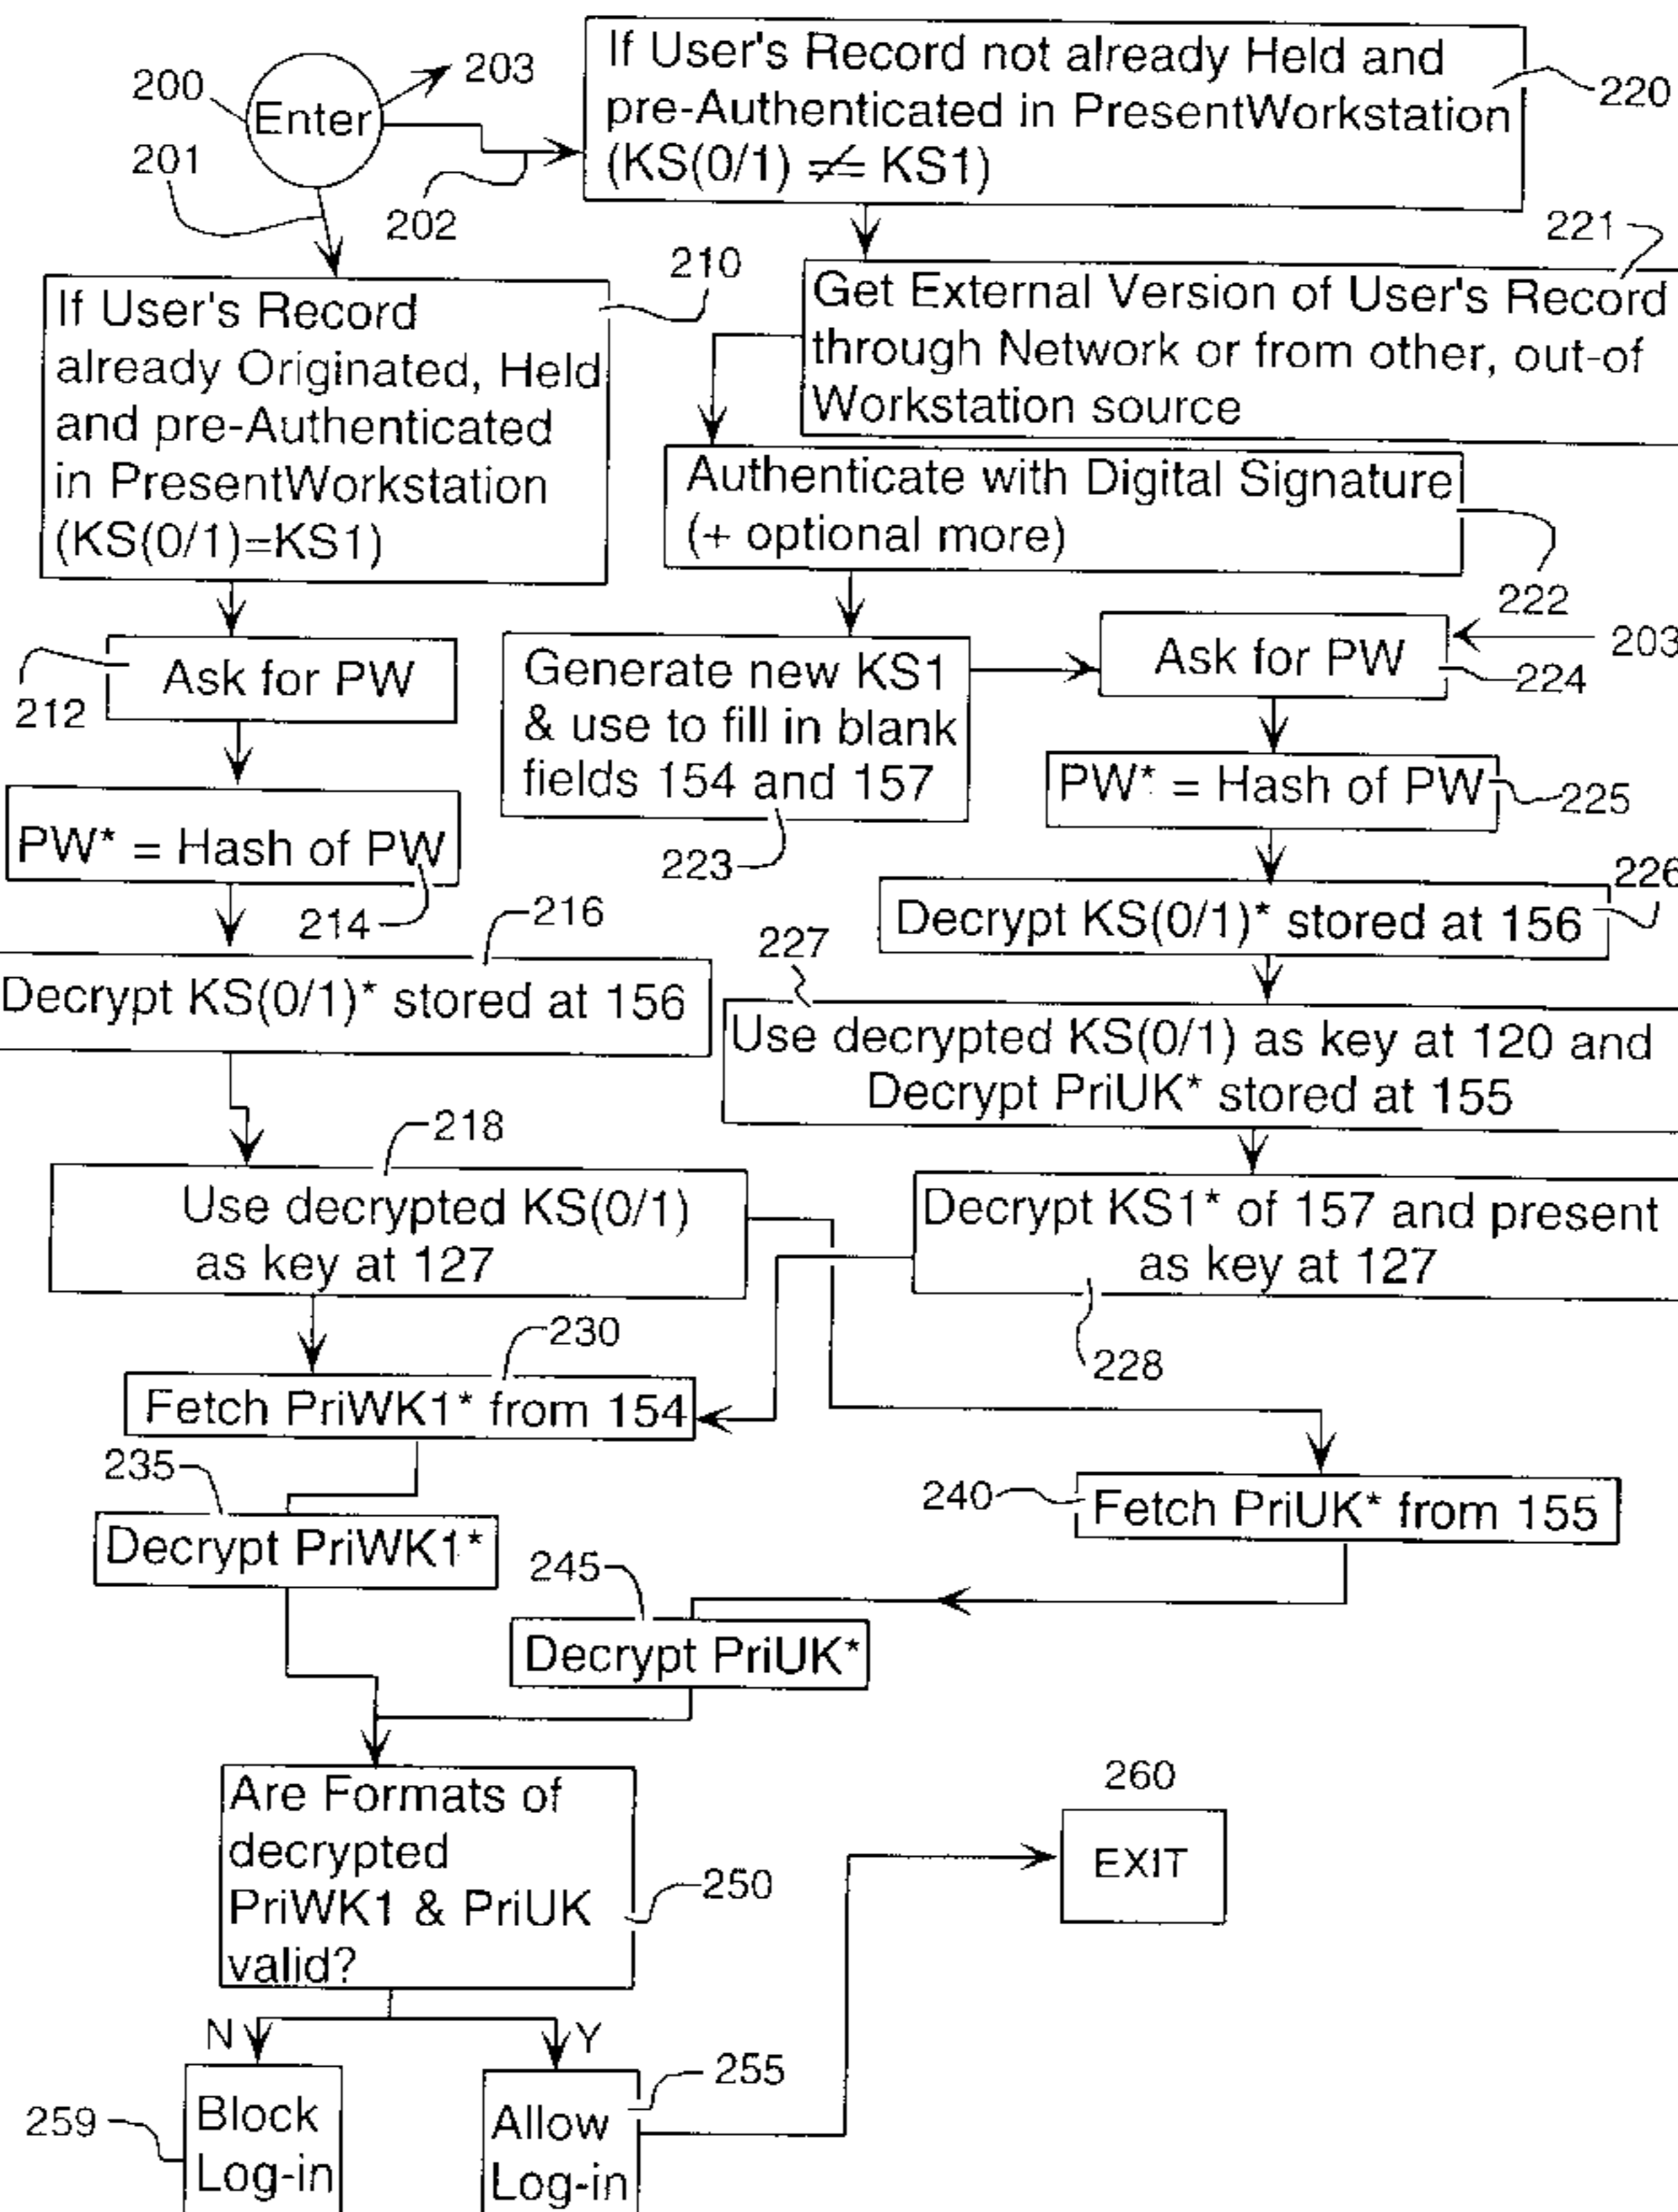 200
Enter
203
201
202
If User's Record not already Held and
pre-Authenticated in PresentWorkstation
(KS(0/1) ≠ KS1)
220
If User's Record
already Originated, Held
and pre-Authenticated
in PresentWorkstation
(KS(0/1)=KS1)
210
221
Get External Version of User's Record
through Network or from other, out-of
Workstation source
Authenticate with Digital Signature
(+ optional more)
222
Ask for PW
212
Generate new KS1
& use to fill in blank
fields 154 and 157
223
Ask for PW
203
224
PW* = Hash of PW
214
PW* = Hash of PW
225
216
Decrypt KS(0/1)* stored at 156
226
Decrypt KS(0/1)* stored at 156
227
Use decrypted KS(0/1) as key at 120 and
Decrypt PriUK* stored at 155
218
Use decrypted KS(0/1)
as key at 127
Decrypt KS1* of 157 and present
as key at 127
228
230
Fetch PriWK1* from 154
235
Decrypt PriWK1*
240
Fetch PriUK* from 155
245
Decrypt PriUK*
Are Formats of
decrypted
PriWK1 & PriUK
valid?
250
260
EXIT
N
Y
259
Block
Log-in
255
Allow
Log-in